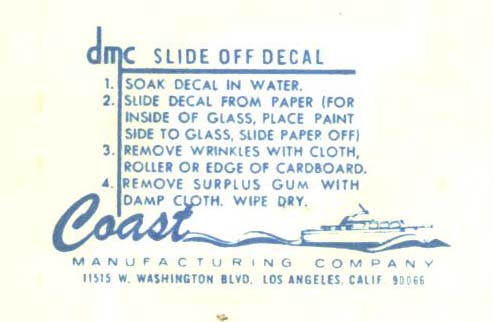 dmc SLIDE OFF DECAL
1. SOAK DECAL IN WATER.
2. SLIDE DECAL FROM PAPER (FOR
INSIDE OF GLASS, PLACE PAINT
SIDE TO GLASS, SLIDE PAPER OFF)
3. REMOVE WRINKLES WITH CLOTH,
ROLLER OR EDGE OF CARDBOARD.
4. REMOVE SURPLUS GUM WITH
DAMP CLOTH. WIPE DRY.
Coast
MANUFACTURING COMPANY
11515 W. WASHINGTON BLVD. LOS ANGELES, CALIF. 90066